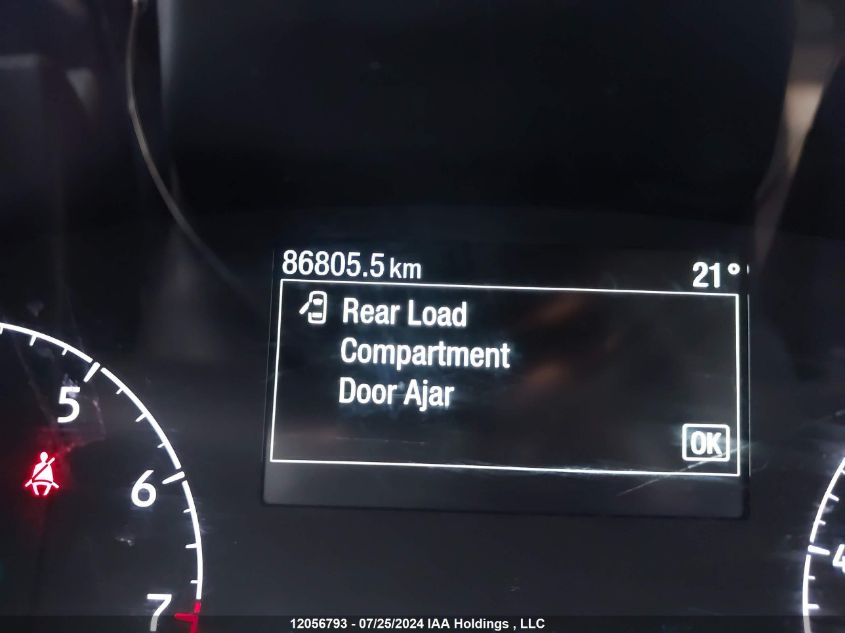 86805.5 km 21°
Rear Load
Compartment
Door Ajar
OK
5
6
7
4
12056793 - 07/25/2024 IAA Holdings , LLC